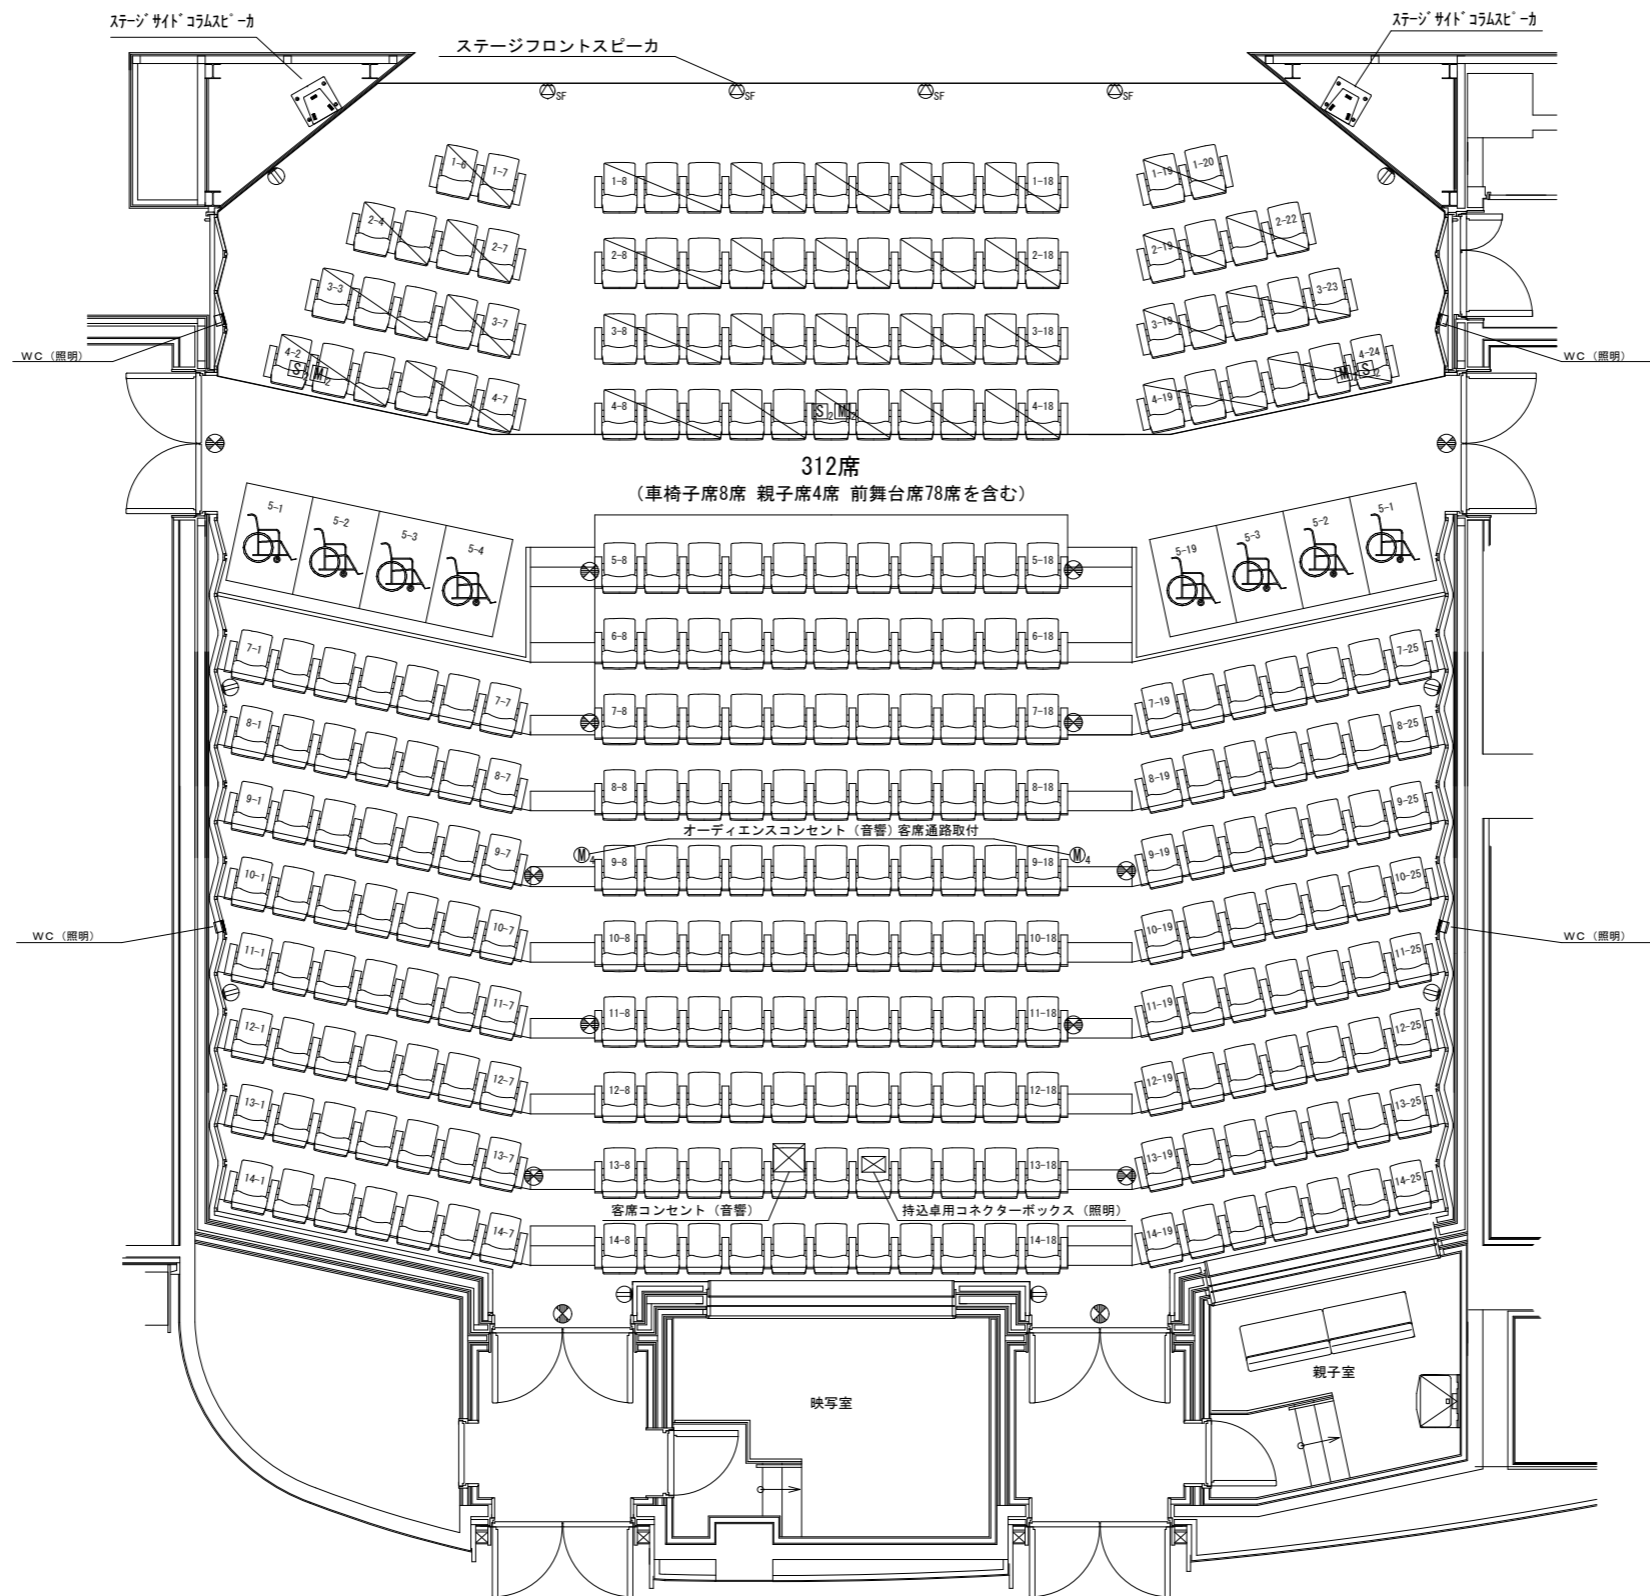 ステージサイドコラムスピーカ
ステージフロントスピーカ
ステージサイドコラムスピーカ
SF SF SF SF
1-6 1-7 1-8 1-18 1-19 1-20
2-4 2-7 2-8 2-18 2-19 2-22
3-3 3-7 3-8 3-18 3-19 3-23
WC（照明） WC（照明）
4-2 4-7 4-8 4-18 4-19 4-24
S2 M2 S2 M2 M2 S2
312席
（車椅子席8席 親子席4席 前舞台席78席を含む）
5-1 5-2 5-3 5-4 5-8 5-18 5-19 5-3 5-2 5-1
6-8 6-18
7-1 7-7 7-8 7-18 7-19 7-25
8-1 8-7 8-8 8-18 8-19 8-25
オーディエンスコンセント（音響）客席通路取付
M4 M4
9-1 9-7 9-8 9-18 9-19 9-25
10-1 10-7 10-8 10-18 10-19 10-25
WC（照明） WC（照明）
11-1 11-7 11-8 11-18 11-19 11-25
12-1 12-7 12-8 12-18 12-19 12-25
13-1 13-7 13-8 13-18 13-19 13-25
客席コンセント（音響） 持込卓用コネクターボックス（照明）
14-1 14-7 14-8 14-18 14-19 14-25
映写室
親子室